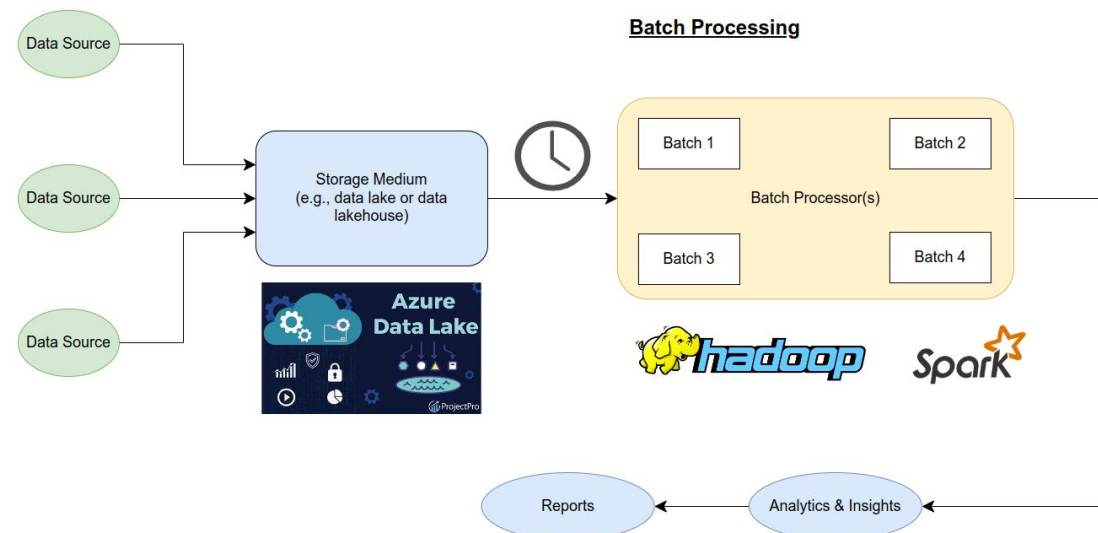 Batch Processing
Data Source
Data Source
Data Source
Storage Medium
(e.g., data lake or data
lakehouse)
Azure
Data Lake
ProjectPro
Batch 1
Batch 2
Batch Processor(s)
Batch 3
Batch 4
hadoop
Spark
Reports
Analytics & Insights